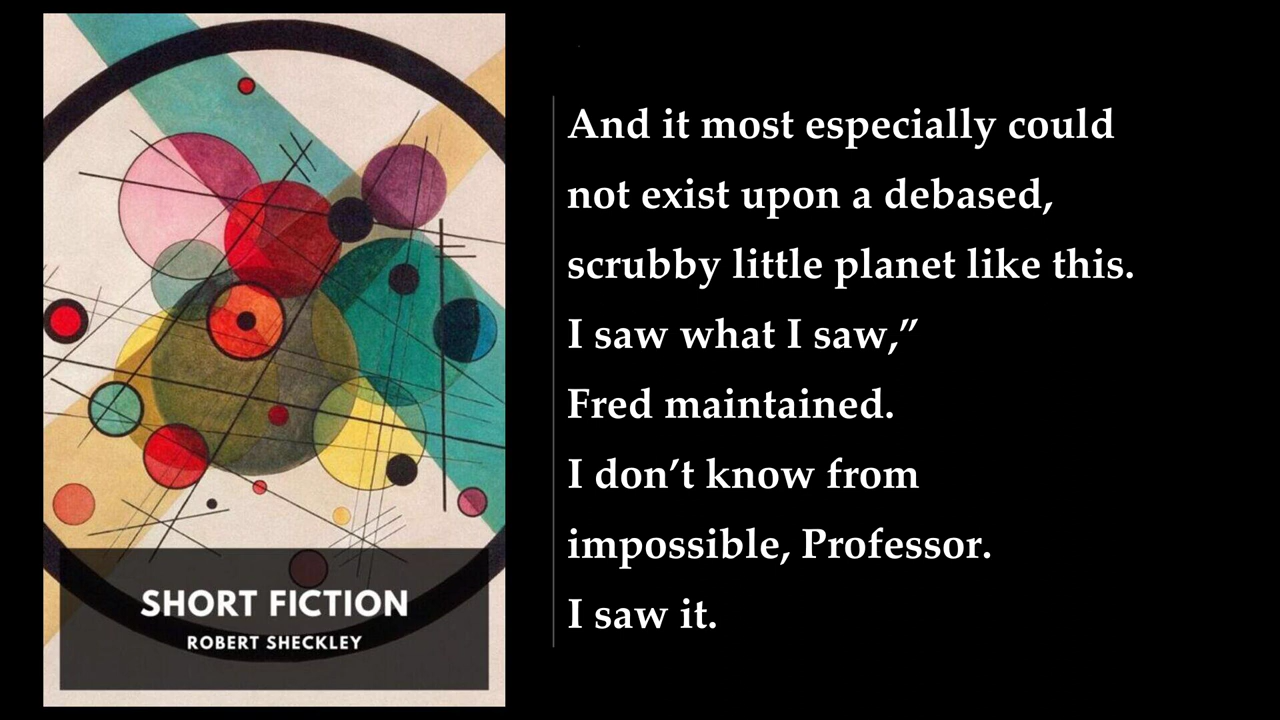 SHORT FICTION
ROBERT SHECKLEY
And it most especially could
not exist upon a debased,
scrubby little planet like this.
I saw what I saw,”
Fred maintained.
I don’t know from
impossible, Professor.
I saw it.